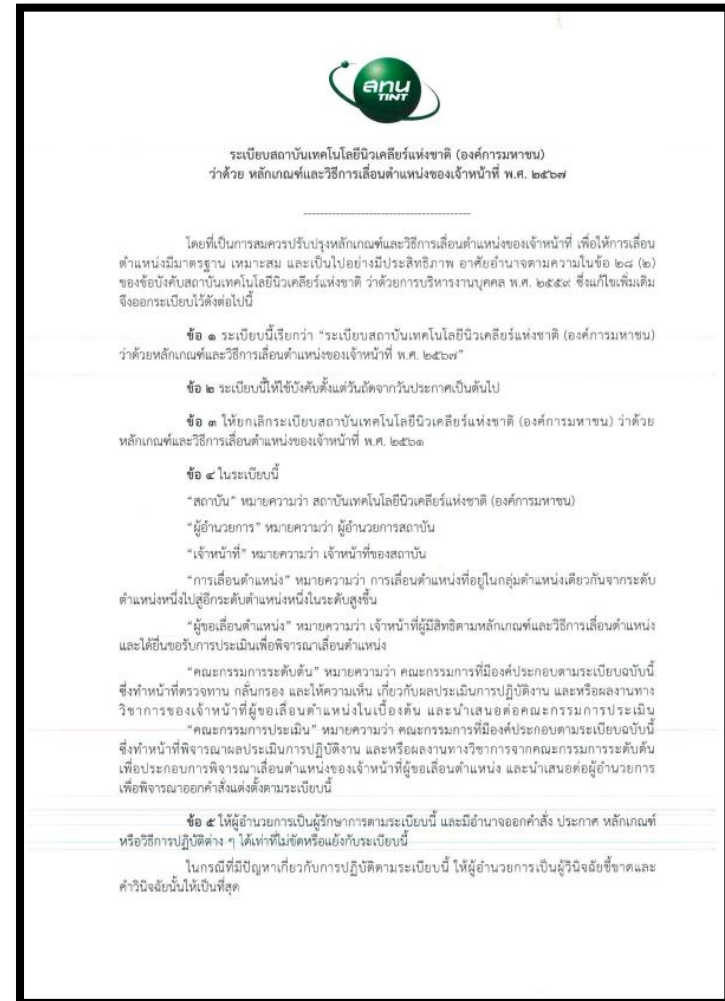 สทน
TINT
ระเบียบสถาบันเทคโนโลยีนิวเคลียร์แห่งชาติ (องค์การมหาชน)
ว่าด้วย หลักเกณฑ์และวิธีการเลื่อนตำแหน่งของเจ้าหน้าที่ พ.ศ. ๒๕๖๗
โดยที่เป็นการสมควรปรับปรุงหลักเกณฑ์และวิธีการเลื่อนตำแหน่งของเจ้าหน้าที่ เพื่อให้การเลื่อน
ตำแหน่งมีมาตรฐาน เหมาะสม และเป็นไปอย่างมีประสิทธิภาพ อาศัยอำนาจตามความในข้อ ๒๘ (๒)
ของข้อบังคับสถาบันเทคโนโลยีนิวเคลียร์แห่งชาติ ว่าด้วยการบริหารงานบุคคล พ.ศ. ๒๕๕๙ ซึ่งแก้ไขเพิ่มเติม
จึงออกระเบียบไว้ดังต่อไปนี้
ข้อ ๑ ระเบียบนี้เรียกว่า “ระเบียบสถาบันเทคโนโลยีนิวเคลียร์แห่งชาติ (องค์การมหาชน)
ว่าด้วยหลักเกณฑ์และวิธีการเลื่อนตำแหน่งของเจ้าหน้าที่ พ.ศ. ๒๕๖๗”
ข้อ ๒ ระเบียบนี้ให้ใช้บังคับตั้งแต่วันถัดจากวันประกาศเป็นต้นไป
ข้อ ๓ ให้ยกเลิกระเบียบสถาบันเทคโนโลยีนิวเคลียร์แห่งชาติ (องค์การมหาชน) ว่าด้วย
หลักเกณฑ์และวิธีการเลื่อนตำแหน่งของเจ้าหน้าที่ พ.ศ. ๒๕๖๑
ข้อ ๔ ในระเบียบนี้
“สถาบัน” หมายความว่า สถาบันเทคโนโลยีนิวเคลียร์แห่งชาติ (องค์การมหาชน)
“ผู้อำนวยการ” หมายความว่า ผู้อำนวยการสถาบัน
“เจ้าหน้าที่” หมายความว่า เจ้าหน้าที่ของสถาบัน
“การเลื่อนตำแหน่ง” หมายความว่า การเลื่อนตำแหน่งที่อยู่ในกลุ่มตำแหน่งเดียวกันจากระดับ
ตำแหน่งหนึ่งไปสู่อีกระดับตำแหน่งหนึ่งในระดับสูงขึ้น
“ผู้ขอเลื่อนตำแหน่ง” หมายความว่า เจ้าหน้าที่ผู้มีสิทธิตามหลักเกณฑ์และวิธีการเลื่อนตำแหน่ง
และได้ยื่นขอรับการประเมินเพื่อพิจารณาเลื่อนตำแหน่ง
“คณะกรรมการระดับต้น” หมายความว่า คณะกรรมการที่มีองค์ประกอบตามระเบียบฉบับนี้
ซึ่งทำหน้าที่ตรวจทาน กลั่นกรอง และให้ความเห็น เกี่ยวกับผลประเมินการปฏิบัติงาน และหรือผลงานทาง
วิชาการของเจ้าหน้าที่ผู้ขอเลื่อนตำแหน่งในเบื้องต้น และนำเสนอต่อคณะกรรมการประเมิน
“คณะกรรมการประเมิน” หมายความว่า คณะกรรมการที่มีองค์ประกอบตามระเบียบฉบับนี้
ซึ่งทำหน้าที่พิจารณาผลประเมินการปฏิบัติงาน และหรือผลงานทางวิชาการจากคณะกรรมการระดับต้น
เพื่อประกอบการพิจารณาเลื่อนตำแหน่งของเจ้าหน้าที่ผู้ขอเลื่อนตำแหน่ง และนำเสนอต่อผู้อำนวยการ
เพื่อพิจารณาออกคำสั่งแต่งตั้งตามระเบียบนี้
ข้อ ๕ ให้ผู้อำนวยการเป็นผู้รักษาการตามระเบียบนี้ และมีอำนาจออกคำสั่ง ประกาศ หลักเกณฑ์
หรือวิธีการปฏิบัติต่าง ๆ ได้เท่าที่ไม่ขัดหรือแย้งกับระเบียบนี้
ในกรณีที่มีปัญหาเกี่ยวกับการปฏิบัติตามระเบียบนี้ ให้ผู้อำนวยการเป็นผู้วินิจฉัยชี้ขาดและ
คำวินิจฉัยนั้นให้เป็นที่สุด